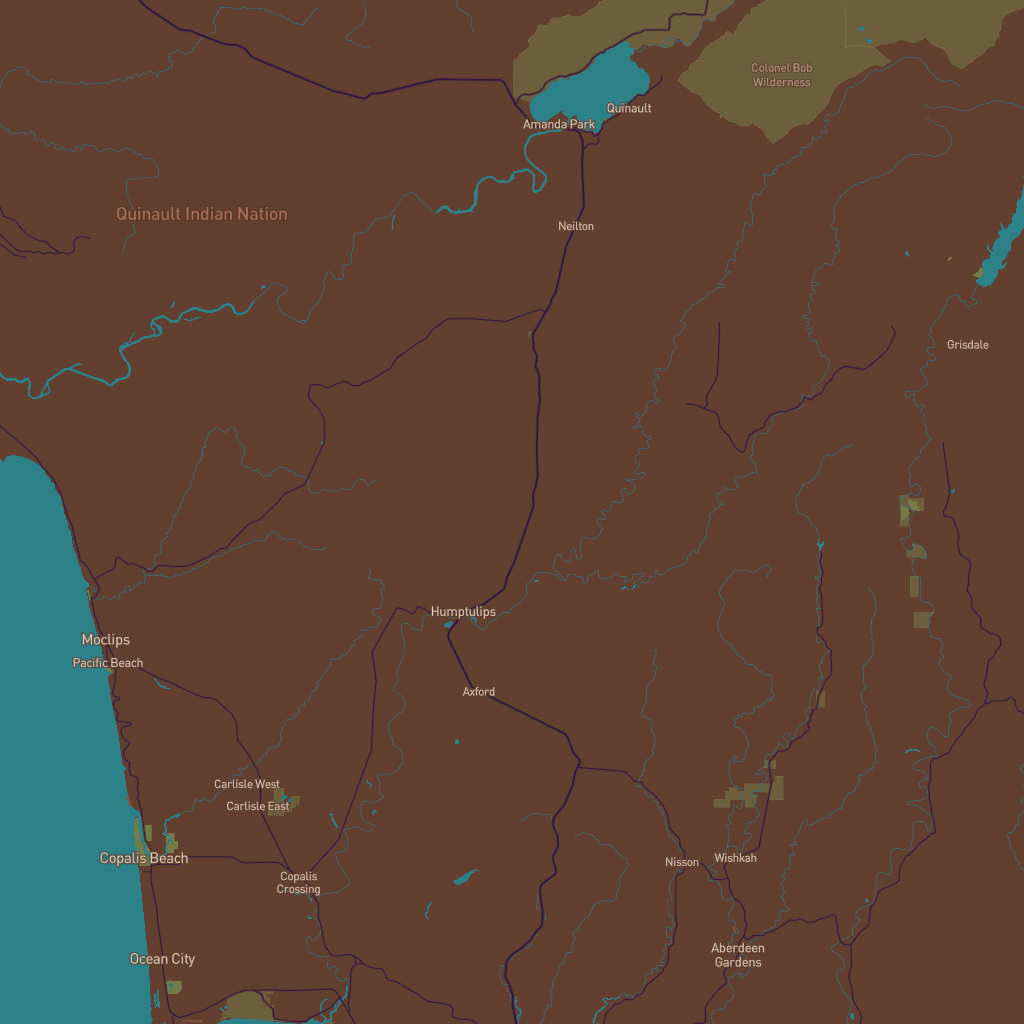 Colonel Bob
Wilderness
Quinault
Amanda Park
Quinault Indian Nation
Neilton
Grisdale
Humptulips
Moclips
Pacific Beach
Axford
Carlisle West
Carlisle East
Copalis Beach
Nisson
Wishkah
Copalis
Crossing
Aberdeen
Gardens
Ocean City